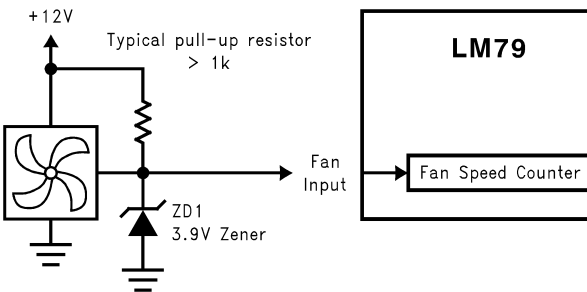 +12V
Typical pull-up resistor
> 1k
LM79
Fan
Input
Fan Speed Counter
ZD1
3.9V Zener